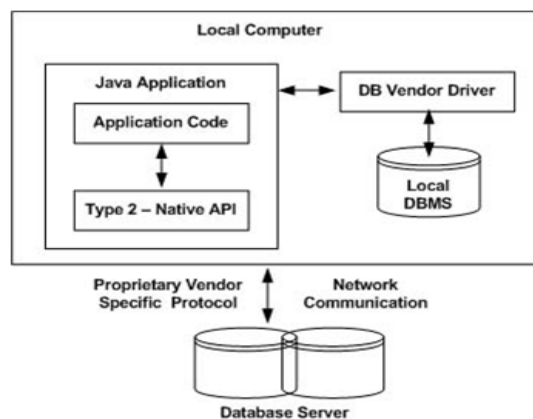 Local Computer
Java Application
Application Code
Type 2 – Native API
DB Vendor Driver
Local
DBMS
Proprietary Vendor
Specific Protocol
Network
Communication
Database Server